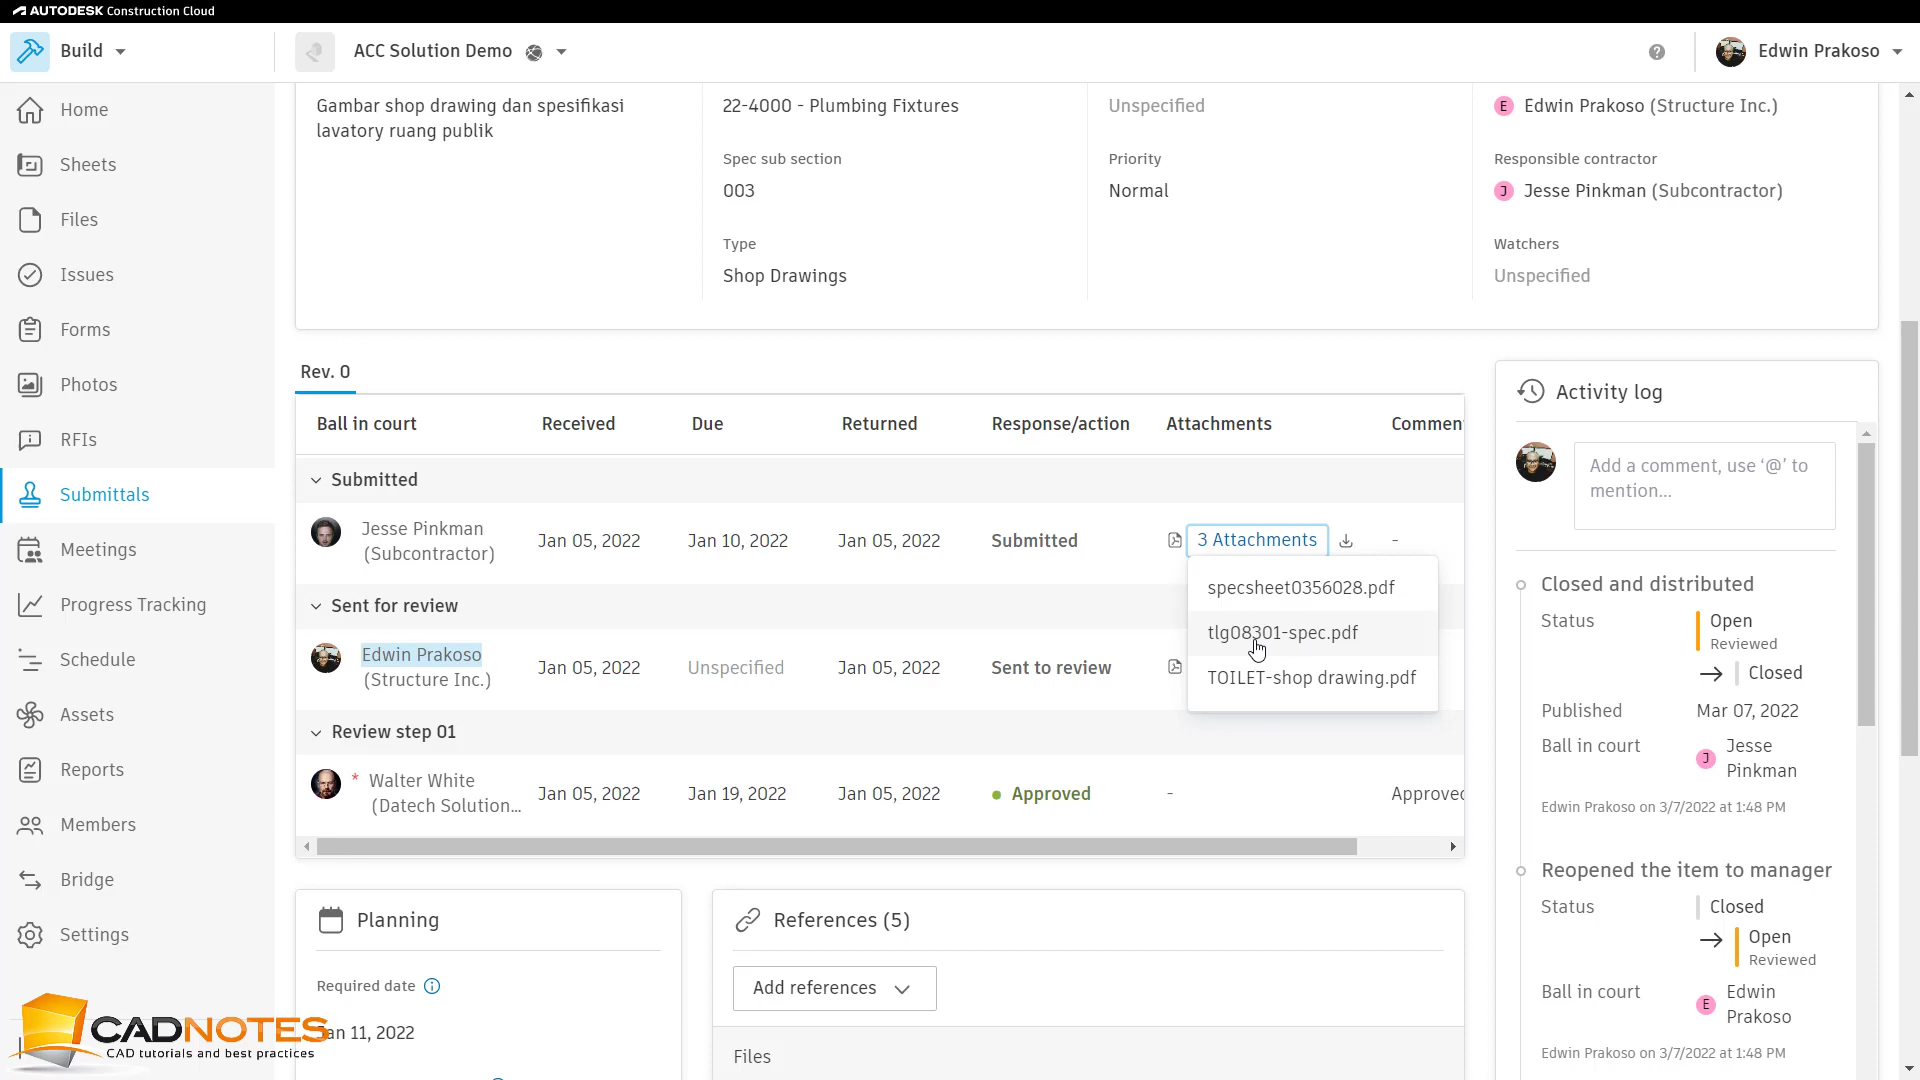 AUTODESK Construction Cloud
Build
ACC Solution Demo
Edwin Prakoso
Home
Sheets
Files
Issues
Forms
Photos
RFIs
Submittals
Meetings
Progress Tracking
Schedule
Assets
Reports
Members
Bridge
Settings
CADNOTES
CAD tutorials and best practices
Gambar shop drawing dan spesifikasi
lavatory ruang publik
22-4000 - Plumbing Fixtures
Spec sub section
003
Type
Shop Drawings
Unspecified
Priority
Normal
E Edwin Prakoso (Structure Inc.)
Responsible contractor
J Jesse Pinkman (Subcontractor)
Watchers
Unspecified
Rev. 0
Ball in court Received Due Returned Response/action Attachments Commen
Submitted
Jesse Pinkman
(Subcontractor)
Jan 05, 2022 Jan 10, 2022 Jan 05, 2022 Submitted 3 Attachments -
specsheet0356028.pdf
tlg08301-spec.pdf
TOILET-shop drawing.pdf
Sent for review
Edwin Prakoso
(Structure Inc.)
Jan 05, 2022 Unspecified Jan 05, 2022 Sent to review
Review step 01
* Walter White
(Datech Solution...
Jan 05, 2022 Jan 19, 2022 Jan 05, 2022 Approved - Approved
Planning
Required date
Jan 11, 2022
References (5)
Add references
Files
Activity log
Add a comment, use ‘@’ to
mention...
Closed and distributed
Status Open
Reviewed
→ Closed
Published Mar 07, 2022
Ball in court J Jesse
Pinkman
Edwin Prakoso on 3/7/2022 at 1:48 PM
Reopened the item to manager
Status Closed
→ Open
Reviewed
Ball in court E Edwin
Prakoso
Edwin Prakoso on 3/7/2022 at 1:48 PM